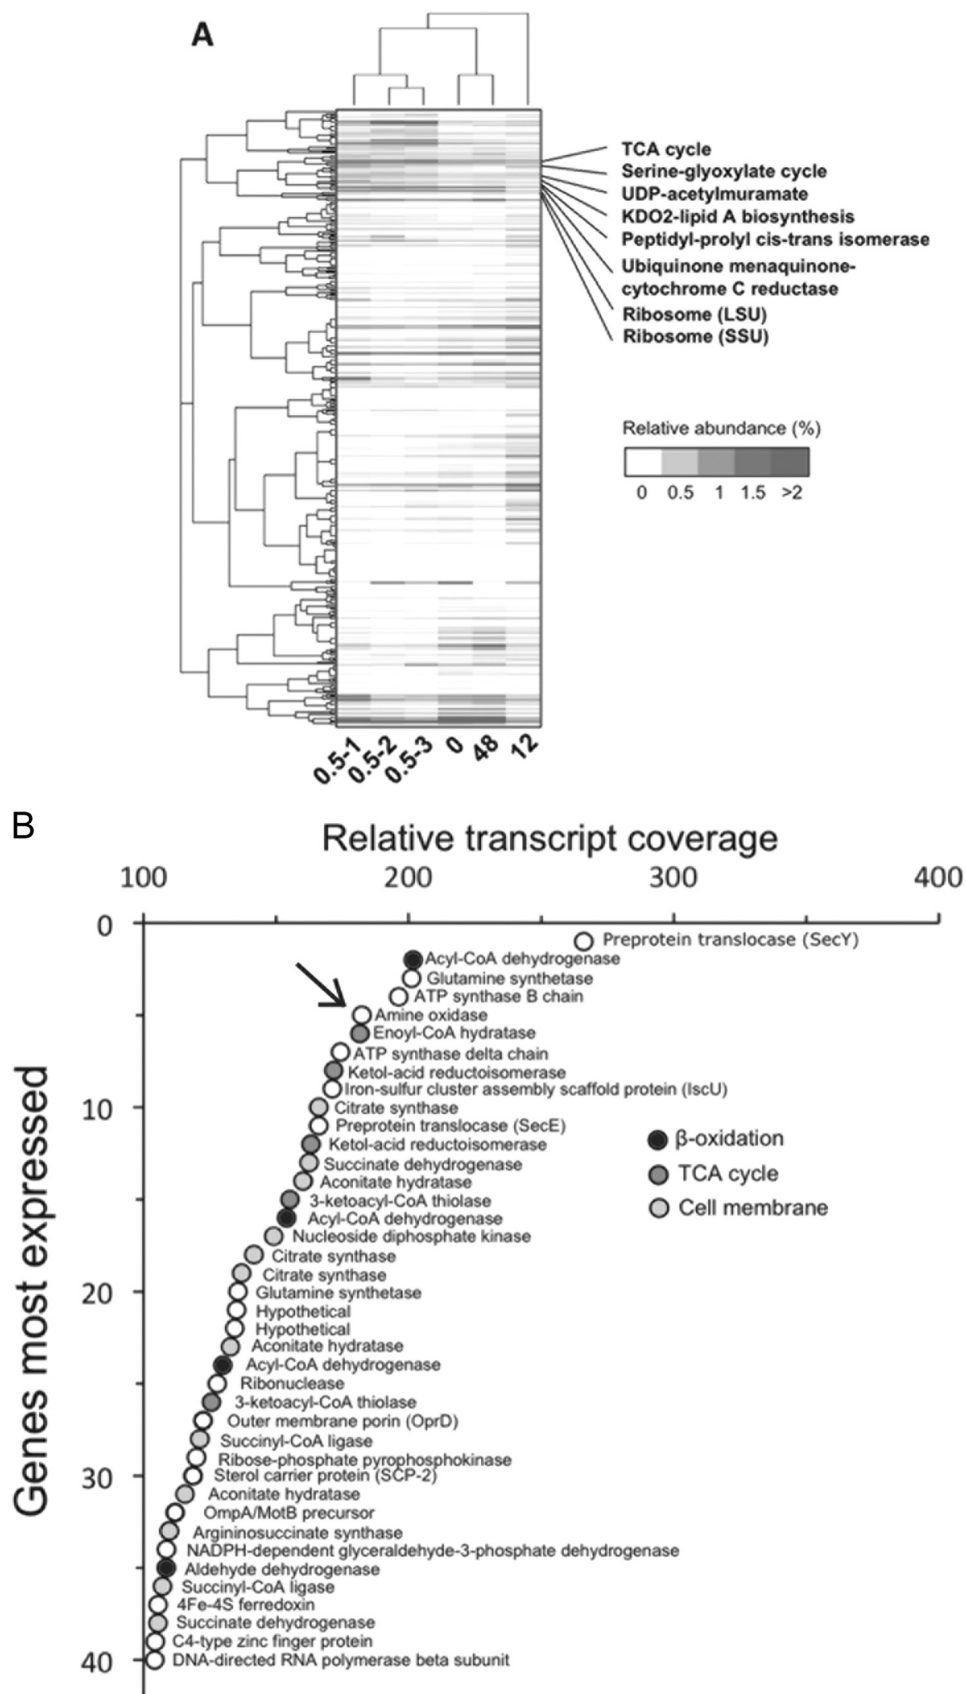 A
TCA cycle
Serine-glyoxylate cycle
UDP-acetylmuramate
KDO2-lipid A biosynthesis
Peptidyl-prolyl cis-trans isomerase
Ubiquinone menaquinone-
cytochrome C reductase
Ribosome (LSU)
Ribosome (SSU)
Relative abundance (%)
0 0.5 1 1.5 >2
0.5-1 0.5-2 0.5-3 0 48 12
B
Relative transcript coverage
100 200 300 400
0
Preprotein translocase (SecY)
Acyl-CoA dehydrogenase
Glutamine synthetase
ATP synthase B chain
Amine oxidase
Enoyl-CoA hydratase
ATP synthase delta chain
Ketol-acid reductoisomerase
Iron-sulfur cluster assembly scaffold protein (IscU)
10
Citrate synthase
Preprotein translocase (SecE)
Ketol-acid reductoisomerase
Succinate dehydrogenase
Aconitate hydratase
3-ketoacyl-CoA thiolase
Acyl-CoA dehydrogenase
Nucleoside diphosphate kinase
Citrate synthase
Citrate synthase
20
Glutamine synthetase
Hypothetical
Hypothetical
Aconitate hydratase
Acyl-CoA dehydrogenase
Ribonuclease
3-ketoacyl-CoA thiolase
Outer membrane porin (OprD)
Succinyl-CoA ligase
Ribose-phosphate pyrophosphokinase
30
Sterol carrier protein (SCP-2)
Aconitate hydratase
OmpA/MotB precursor
Argininosuccinate synthase
NADPH-dependent glyceraldehyde-3-phosphate dehydrogenase
Aldehyde dehydrogenase
Succinyl-CoA ligase
4Fe-4S ferredoxin
Succinate dehydrogenase
C4-type zinc finger protein
40
DNA-directed RNA polymerase beta subunit
β-oxidation
TCA cycle
Cell membrane
Genes most expressed